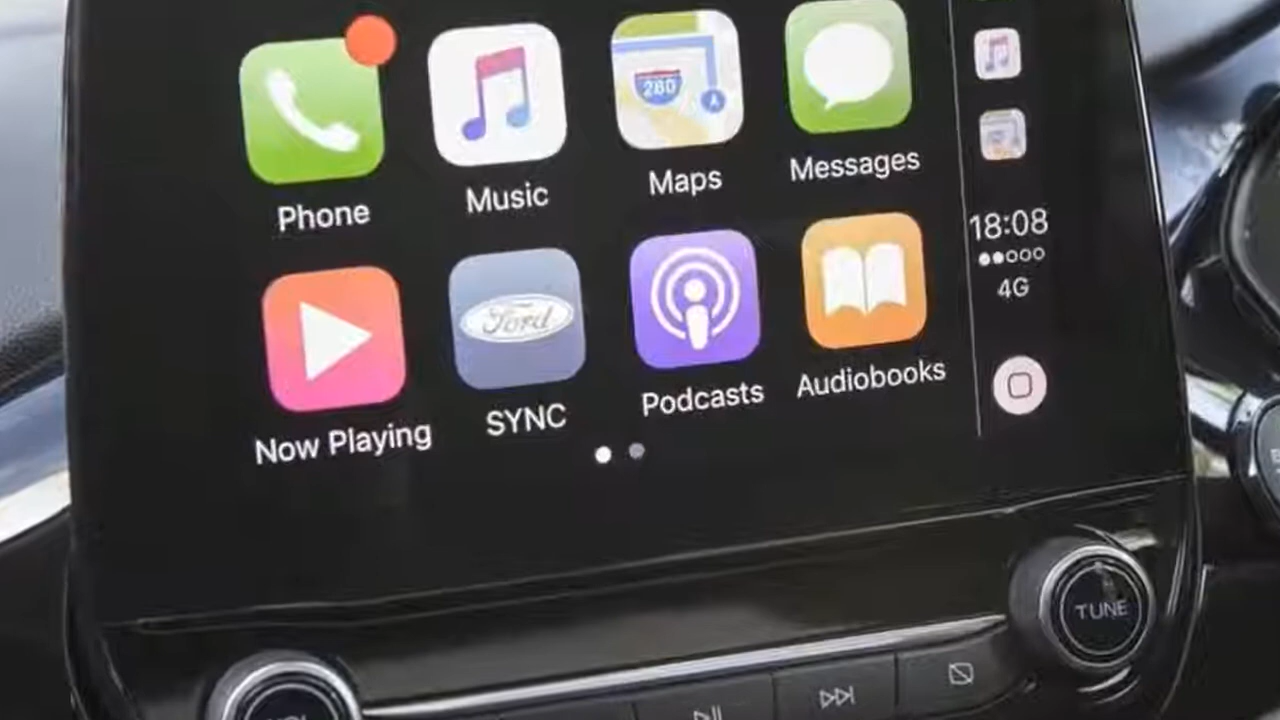 280
Phone
Music
Maps
Messages
18:08
4G
Ford
Now Playing
SYNC
Podcasts
Audiobooks
TUNE